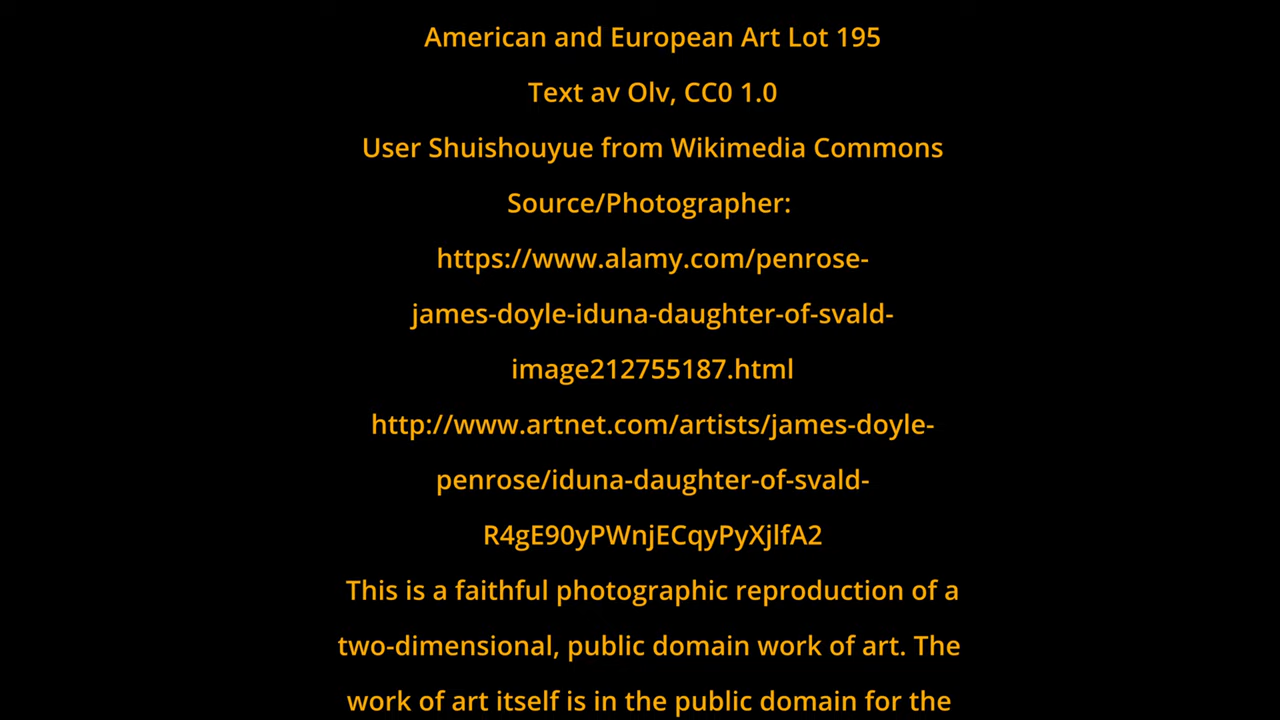 American and European Art Lot 195
Text av Olv, CC0 1.0
User Shuishouyue from Wikimedia Commons
Source/Photographer:
https://www.alamy.com/penrose-
james-doyle-iduna-daughter-of-svald-
image212755187.html
http://www.artnet.com/artists/james-doyle-
penrose/iduna-daughter-of-svald-
R4gE90yPWnjECqyPyXjlfA2
This is a faithful photographic reproduction of a
two-dimensional, public domain work of art. The
work of art itself is in the public domain for the